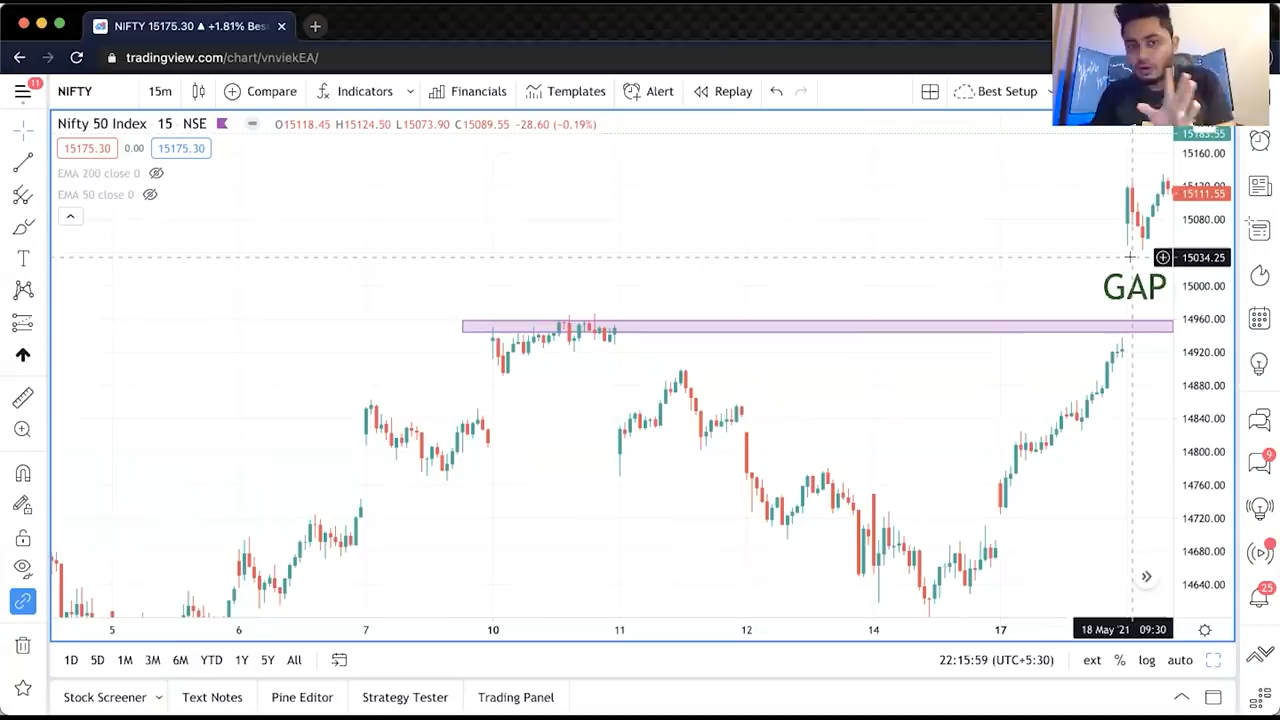 NIFTY 15175.30 ▲ +1.81% Bes
tradingview.com/chart/vnviekEA/
11
NIFTY 15m Compare Indicators Financials Templates Alert Replay Best Setup
Nifty 50 Index 15 NSE O15118.45 H15124.50 L15073.90 C15089.55 -28.60 (-0.19%)
15175.30 0.00 15175.30
EMA 200 close 0
EMA 50 close 0
15160.00
15111.55
15080.00
15034.25
GAP
15000.00
14960.00
14920.00
14880.00
14840.00
14800.00
14760.00
14720.00
14680.00
14640.00
9
25
5 6 7 10 11 12 14 17 18 May '21 09:30
1D 5D 1M 3M 6M YTD 1Y 5Y All 22:15:59 (UTC+5:30) ext % log auto
Stock Screener Text Notes Pine Editor Strategy Tester Trading Panel